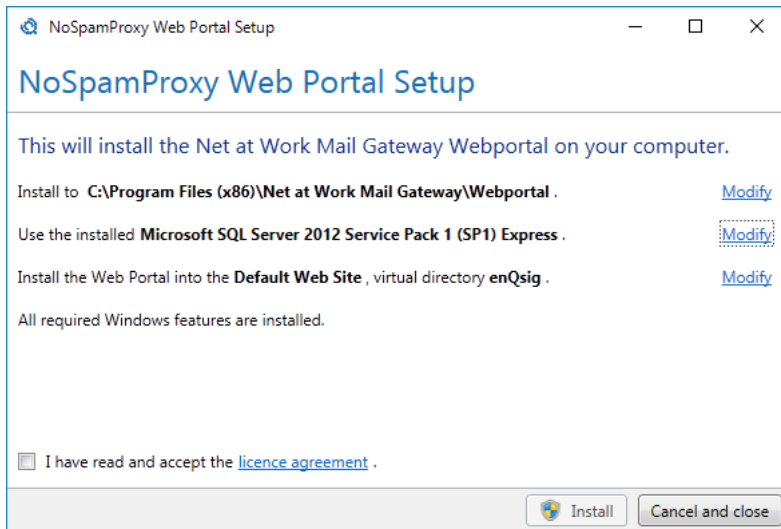 NoSpamProxy Web Portal Setup
NoSpamProxy Web Portal Setup
This will install the Net at Work Mail Gateway Webportal on your computer.
Install to C:\Program Files (x86)\Net at Work Mail Gateway\Webportal . Modify
Use the installed Microsoft SQL Server 2012 Service Pack 1 (SP1) Express . Modify
Install the Web Portal into the Default Web Site , virtual directory enQsig . Modify
All required Windows features are installed.
I have read and accept the licence agreement .
Install Cancel and close